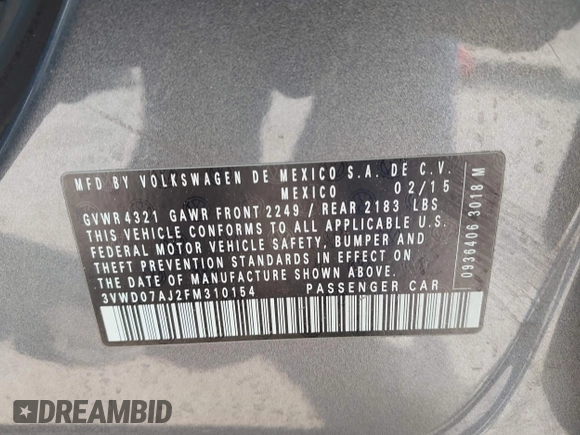 MFD BY VOLKSWAGEN DE MEXICO S.A. DE C.V.
MEXICO 02/15
GVWR 4321 GAWR FRONT 2249 / REAR 2183 LBS
THIS VEHICLE CONFORMS TO ALL APPLICABLE U.S.
FEDERAL MOTOR VEHICLE SAFETY, BUMPER AND
THEFT PREVENTION STANDARDS IN EFFECT ON
THE DATE OF MANUFACTURE SHOWN ABOVE.
3VWD07AJ2FM310154 PASSENGER CAR
0936406 3018 M
DREAMBID